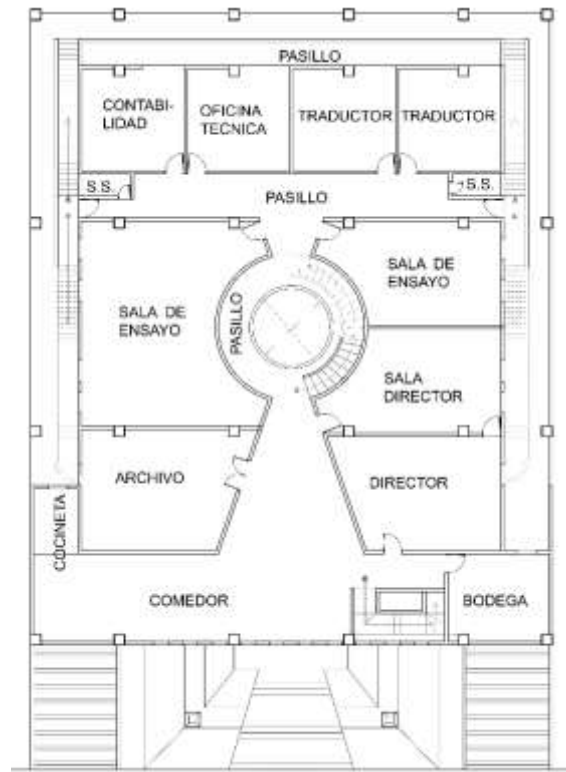 PASILLO
CONTABI-
LIDAD
OFICINA
TECNICA
TRADUCTOR
TRADUCTOR
S.S.
S.S.
PASILLO
SALA DE
ENSAYO
SALA DE
ENSAYO
PASILLO
SALA
DIRECTOR
ARCHIVO
DIRECTOR
COCINETA
COMEDOR
BODEGA